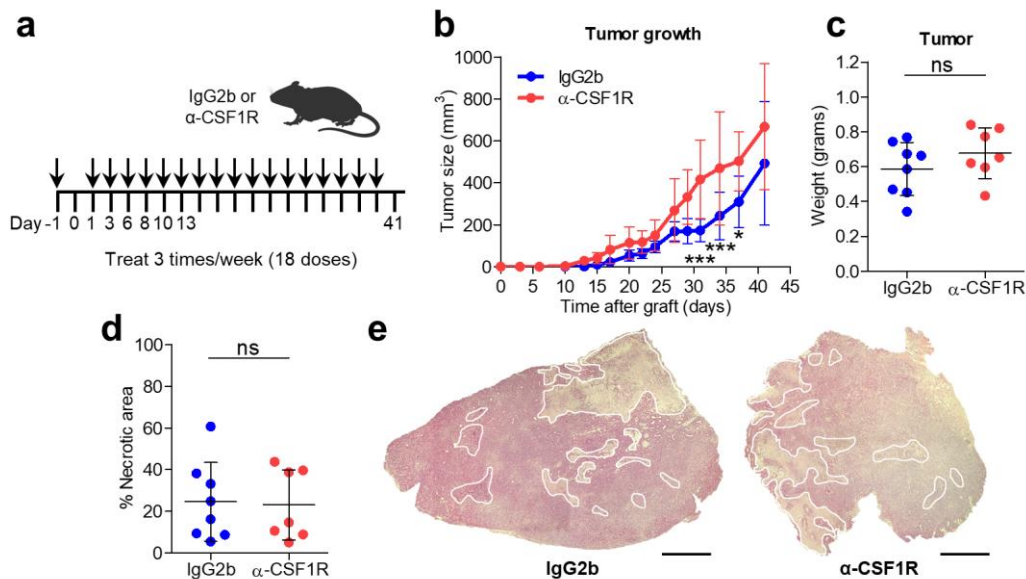 a
IgG2b or
α-CSF1R
Day -1 0 1 3 6 8 10 13 41
Treat 3 times/week (18 doses)
b
Tumor growth
IgG2b
α-CSF1R
Tumor size (mm³)
1000
800
600
400
200
0
*** *** *
0 5 10 15 20 25 30 35 40 45
Time after graft (days)
c
Tumor
ns
Weight (grams)
1.2
1.0
0.8
0.6
0.4
0.2
0.0
IgG2b α-CSF1R
d
ns
% Necrotic area
100
80
60
40
20
0
IgG2b α-CSF1R
e
IgG2b α-CSF1R